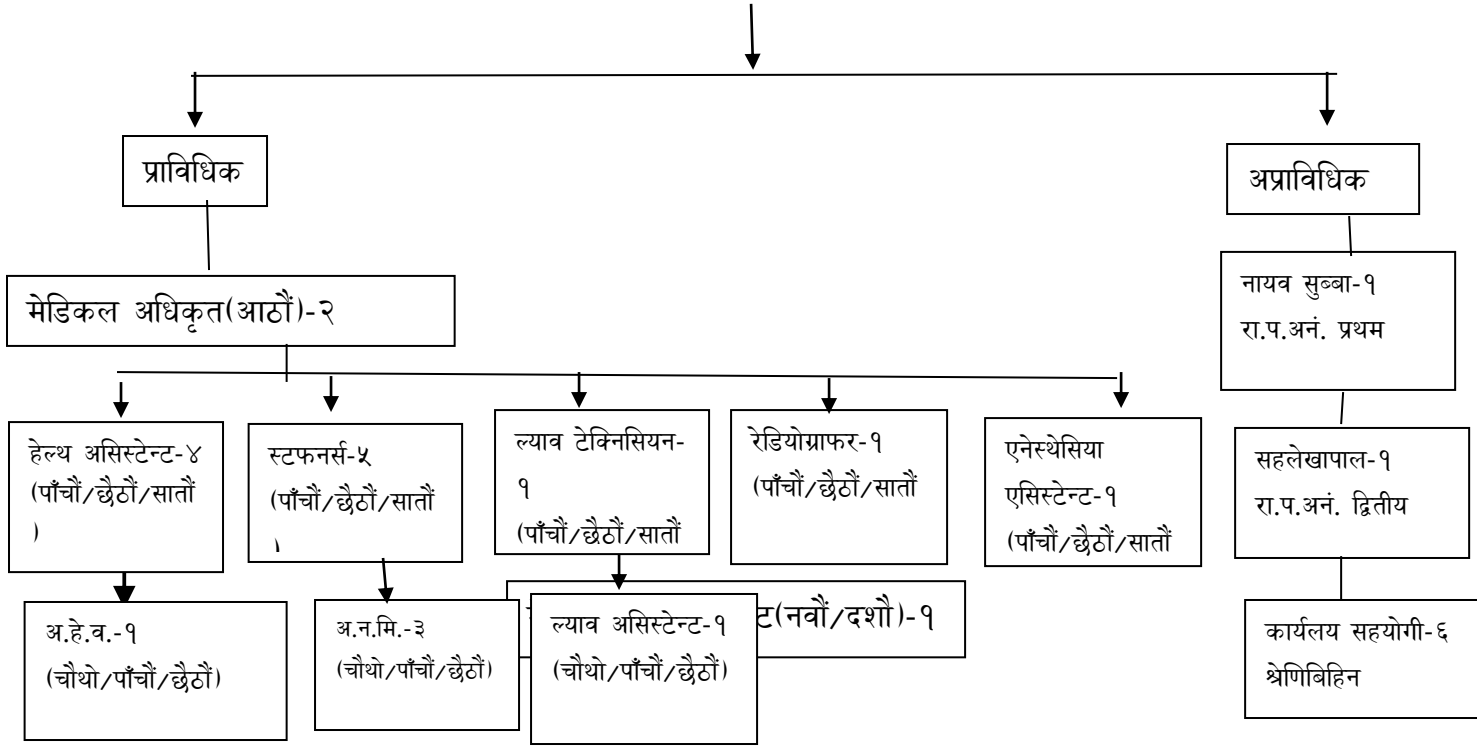 प्राविधिक
अप्राविधिक
मेडिकल अधिकृत(आठौं)-२
नायव सुब्बा-१
रा.प.अनं. प्रथम
हेल्थ असिस्टेन्ट-४
(पाँचौं/छैठौं/सातौं
)
स्टफनर्स-५
(पाँचौं/छैठौं/सातौं
)
ल्याव टेक्निसियन-
१
(पाँचौं/छैठौं/सातौं
रेडियोग्राफर-१
(पाँचौं/छैठौं/सातौं
एनेस्थेसिया
एसिस्टेन्ट-१
(पाँचौं/छैठौं/सातौं
सहलेखापाल-१
रा.प.अनं. द्वितीय
अ.हे.व.-१
(चौथो/पाँचौं/छैठौं)
अ.न.मि.-३
(चौथो/पाँचौं/छैठौं)
ल्याव असिस्टेन्ट-१
(चौथो/पाँचौं/छैठौं)
ट(नवौं/दशौ)-१
कार्यलय सहयोगी-६
श्रेणिबिहिन